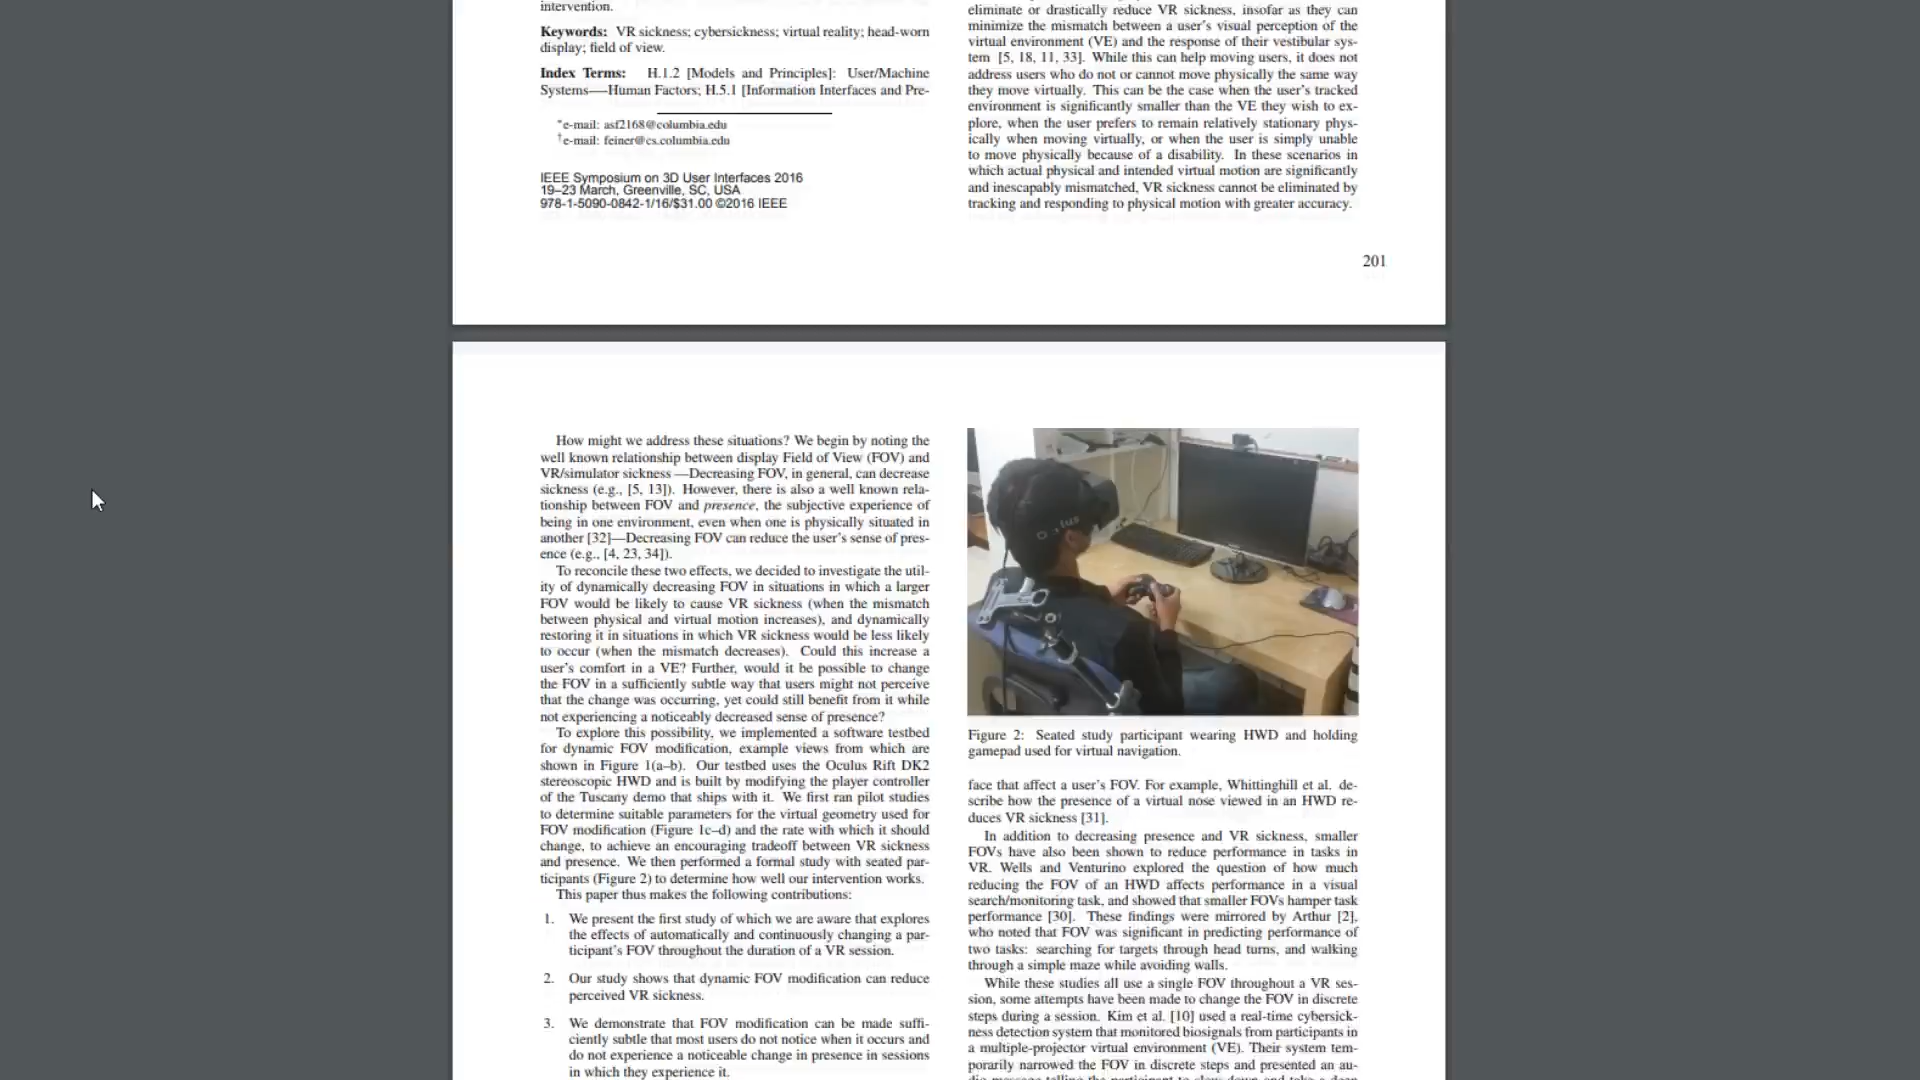 intervention.
Keywords: VR sickness; cybersickness; virtual reality; head-worn
display; field of view.
Index Terms: H.1.2 [Models and Principles]: User/Machine
Systems—Human Factors; H.5.1 [Information Interfaces and Pre-
*e-mail: asf2168@columbia.edu
†e-mail: feiner@cs.columbia.edu
IEEE Symposium on 3D User Interfaces 2016
19–23 March, Greenville, SC, USA
978-1-5090-0842-1/16/$31.00 ©2016 IEEE
eliminate or drastically reduce VR sickness, insofar as they can
minimize the mismatch between a user's visual perception of the
virtual environment (VE) and the response of their vestibular sys-
tem [5, 18, 11, 33]. While this can help moving users, it does not
address users who do not or cannot move physically the same way
they move virtually. This can be the case when the user's tracked
environment is significantly smaller than the VE they wish to ex-
plore, when the user prefers to remain relatively stationary phys-
ically when moving virtually, or when the user is simply unable
to move physically because of a disability. In these scenarios in
which actual physical and intended virtual motion are significantly
and inescapably mismatched, VR sickness cannot be eliminated by
tracking and responding to physical motion with greater accuracy.
201
How might we address these situations? We begin by noting the
well known relationship between display Field of View (FOV) and
VR/simulator sickness —Decreasing FOV, in general, can decrease
sickness (e.g., [5, 13]). However, there is also a well known rela-
tionship between FOV and presence, the subjective experience of
being in one environment, even when one is physically situated in
another [32]—Decreasing FOV can reduce the user's sense of pres-
ence (e.g., [4, 23, 34]).
To reconcile these two effects, we decided to investigate the util-
ity of dynamically decreasing FOV in situations in which a larger
FOV would be likely to cause VR sickness (when the mismatch
between physical and virtual motion increases), and dynamically
restoring it in situations in which VR sickness would be less likely
to occur (when the mismatch decreases). Could this increase a
user's comfort in a VE? Further, would it be possible to change
the FOV in a sufficiently subtle way that users might not perceive
that the change was occurring, yet could still benefit from it while
not experiencing a noticeably decreased sense of presence?
To explore this possibility, we implemented a software testbed
for dynamic FOV modification, example views from which are
shown in Figure 1(a–b). Our testbed uses the Oculus Rift DK2
stereoscopic HWD and is built by modifying the player controller
of the Tuscany demo that ships with it. We first ran pilot studies
to determine suitable parameters for the virtual geometry used for
FOV modification (Figure 1c–d) and the rate with which it should
change, to achieve an encouraging tradeoff between VR sickness
and presence. We then performed a formal study with seated par-
ticipants (Figure 2) to determine how well our intervention works.
This paper thus makes the following contributions:
1. We present the first study of which we are aware that explores
the effects of automatically and continuously changing a par-
ticipant's FOV throughout the duration of a VR session.
2. Our study shows that dynamic FOV modification can reduce
perceived VR sickness.
3. We demonstrate that FOV modification can be made suffi-
ciently subtle that most users do not notice when it occurs and
do not experience a noticeable change in presence in sessions
in which they experience it.
Figure 2: Seated study participant wearing HWD and holding
gamepad used for virtual navigation.
face that affect a user's FOV. For example, Whittinghill et al. de-
scribe how the presence of a virtual nose viewed in an HWD re-
duces VR sickness [31].
In addition to decreasing presence and VR sickness, smaller
FOVs have also been shown to reduce performance in tasks in
VR. Wells and Venturino explored the question of how much
reducing the FOV of an HWD affects performance in a visual
search/monitoring task, and showed that smaller FOVs hamper task
performance [30]. These findings were mirrored by Arthur [2],
who noted that FOV was significant in predicting performance of
two tasks: searching for targets through head turns, and walking
through a simple maze while avoiding walls.
While these studies all use a single FOV throughout a VR ses-
sion, some attempts have been made to change the FOV in discrete
steps during a session. Kim et al. [10] used a real-time cybersick-
ness detection system that monitored biosignals from participants in
a multiple-projector virtual environment (VE). Their system tem-
porarily narrowed the FOV in discrete steps and presented an au-
dio message telling the participant to slow down and take a deep